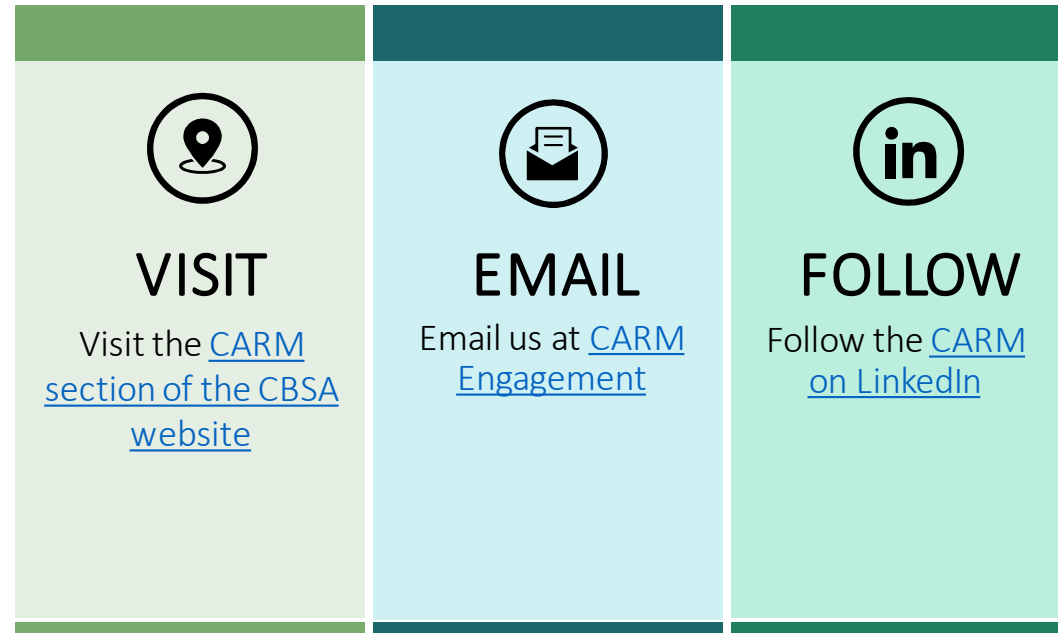 VISIT
Visit the CARM
section of the CBSA
website
EMAIL
Email us at CARM
Engagement
in
FOLLOW
Follow the CARM
on LinkedIn